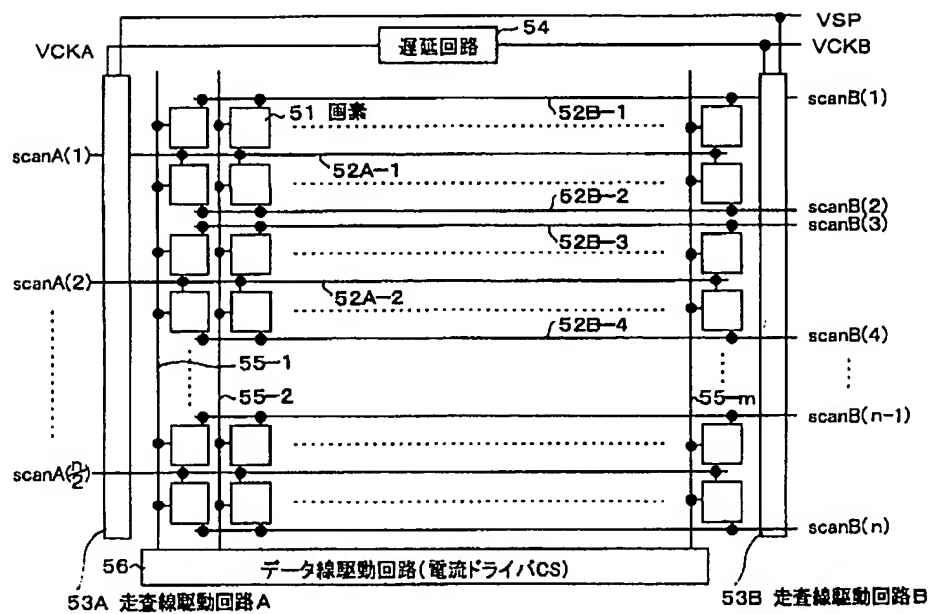 VSP
54
VCKA
遅延回路
VCKB
51 画素
52B-1
scanB(1)
scanA(1)
52A-1
52B-2
scanB(2)
52B-3
scanB(3)
scanA(2)
52A-2
52B-4
scanB(4)
55-1
55-2
55-m
scanB(n-1)
scanA(n/2)
scanB(n)
56
データ線駆動回路(電流ドライバCS)
53A 走査線駆動回路A
53B 走査線駆動回路B